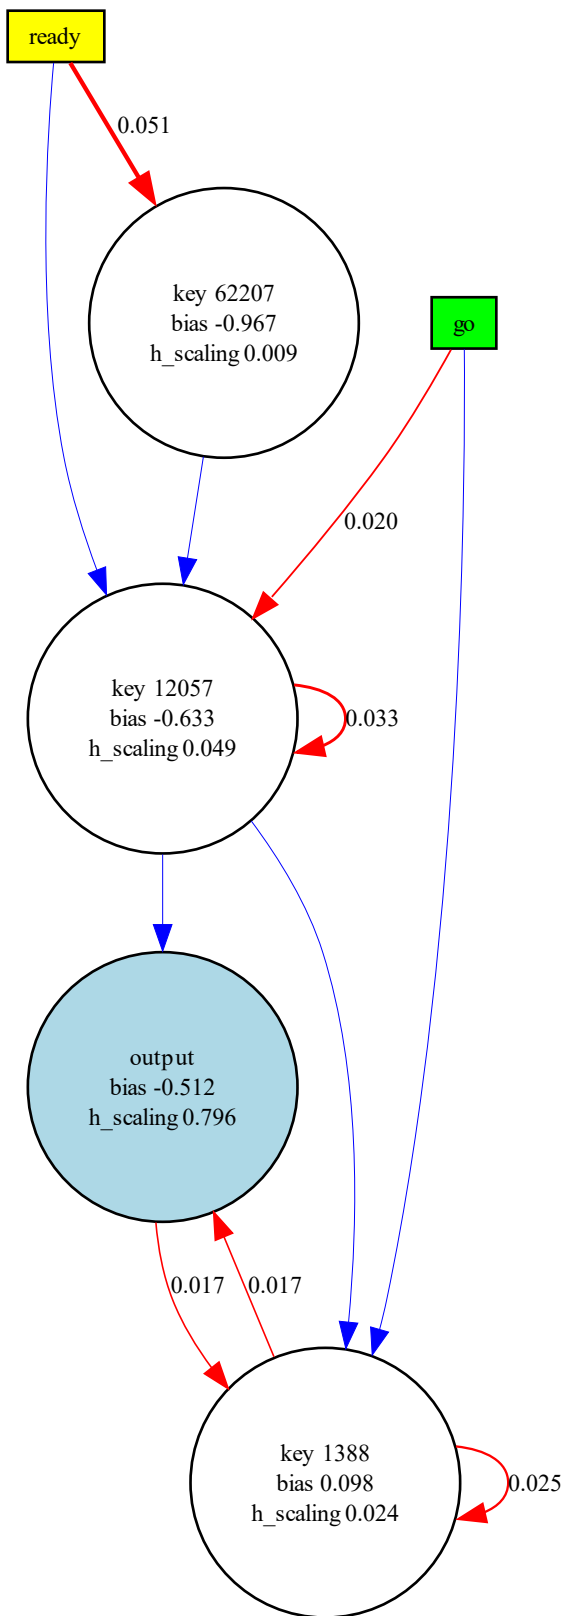 ready
0.051
key 62207
bias -0.967
h_scaling 0.009
go
0.020
key 12057
bias -0.633
h_scaling 0.049
0.033
output
bias -0.512
h_scaling 0.796
0.017
0.017
key 1388
bias 0.098
h_scaling 0.024
0.025